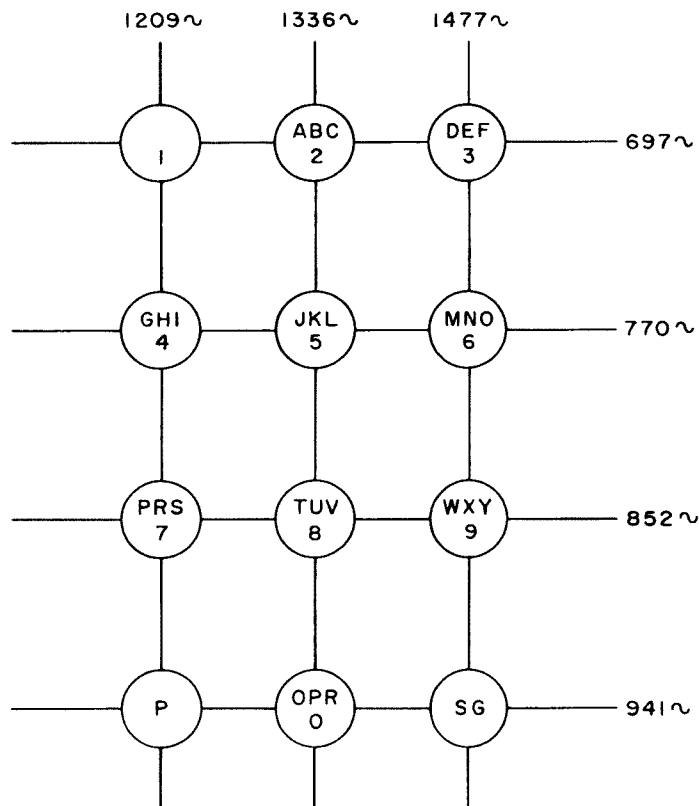 1209~ 1336~ 1477~
ABC DEF
1 2 3 697~
GHI JKL MNO
4 5 6 770~
PRS TUV WXY
7 8 9 852~
OPR
P 0 SG 941~